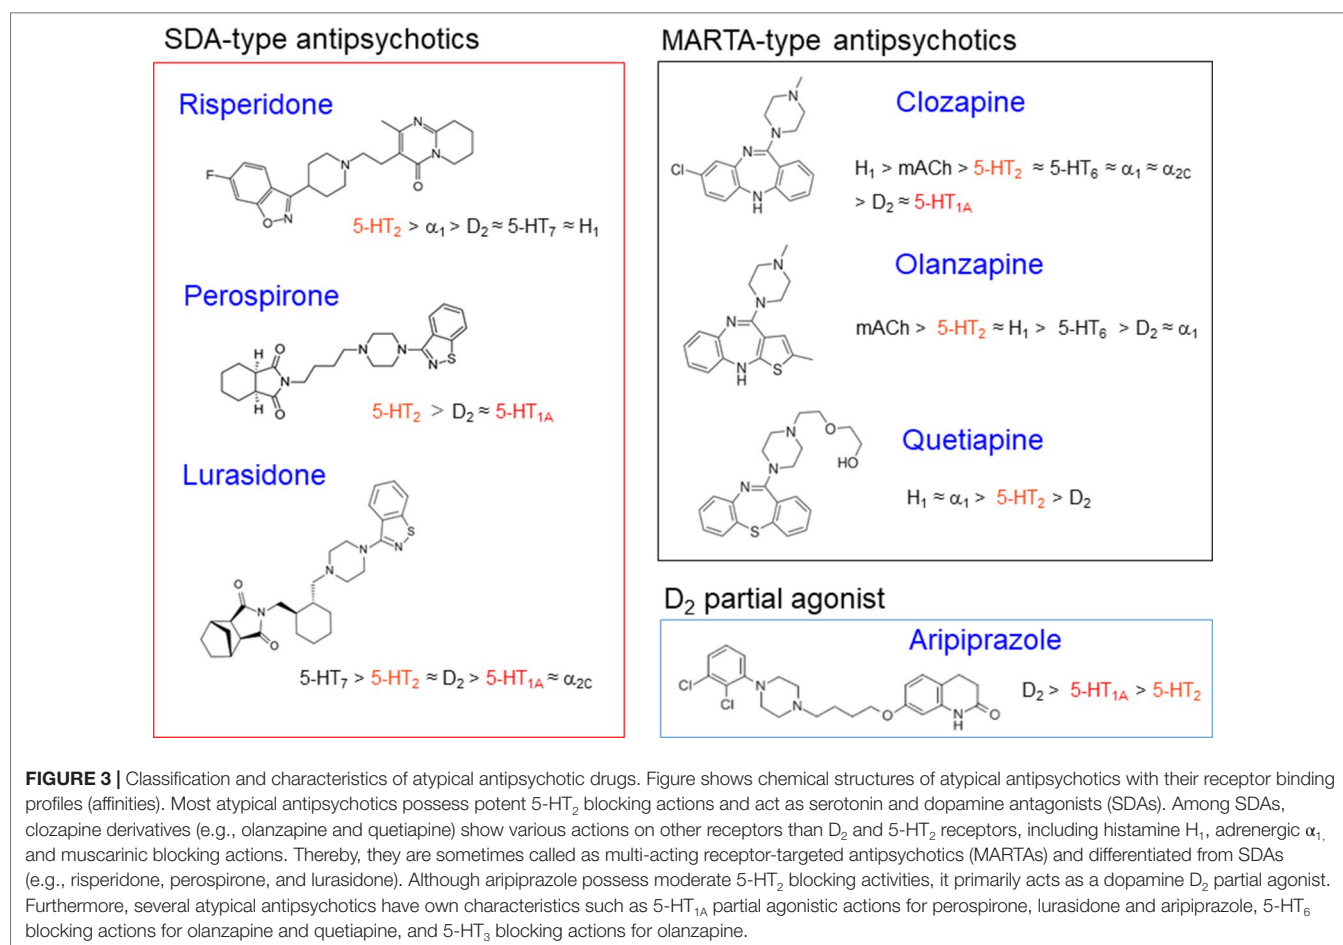 SDA-type antipsychotics
Risperidone
N
N
N
O
F
O
N
5-HT2 > α1 > D2 ≈ 5-HT7 ≈ H1
Perospirone
H
O
N
N
N
S
N
H
O
5-HT2 > D2 ≈ 5-HT1A
Lurasidone
S
N
N
N
O
N
O
5-HT7 > 5-HT2 ≈ D2 > 5-HT1A ≈ α2C
MARTA-type antipsychotics
Clozapine
N
N
N
Cl
N
H
H1 > mACh > 5-HT2 ≈ 5-HT6 ≈ α1 ≈ α2C
> D2 ≈ 5-HT1A
Olanzapine
N
N
N
N
H
S
mACh > 5-HT2 ≈ H1 > 5-HT6 > D2 ≈ α1
Quetiapine
N
O
HO
N
N
S
H1 ≈ α1 > 5-HT2 > D2
D2 partial agonist
Aripiprazole
Cl
Cl
N
N
O
N
H
O
D2 > 5-HT1A > 5-HT2
FIGURE 3 | Classification and characteristics of atypical antipsychotic drugs. Figure shows chemical structures of atypical antipsychotics with their receptor binding
profiles (affinities). Most atypical antipsychotics possess potent 5-HT2 blocking actions and act as serotonin and dopamine antagonists (SDAs). Among SDAs,
clozapine derivatives (e.g., olanzapine and quetiapine) show various actions on other receptors than D2 and 5-HT2 receptors, including histamine H1, adrenergic α1,
and muscarinic blocking actions. Thereby, they are sometimes called as multi-acting receptor-targeted antipsychotics (MARTAs) and differentiated from SDAs
(e.g., risperidone, perospirone, and lurasidone). Although aripiprazole possess moderate 5-HT2 blocking activities, it primarily acts as a dopamine D2 partial agonist.
Furthermore, several atypical antipsychotics have own characteristics such as 5-HT1A partial agonistic actions for perospirone, lurasidone and aripiprazole, 5-HT6
blocking actions for olanzapine and quetiapine, and 5-HT3 blocking actions for olanzapine.